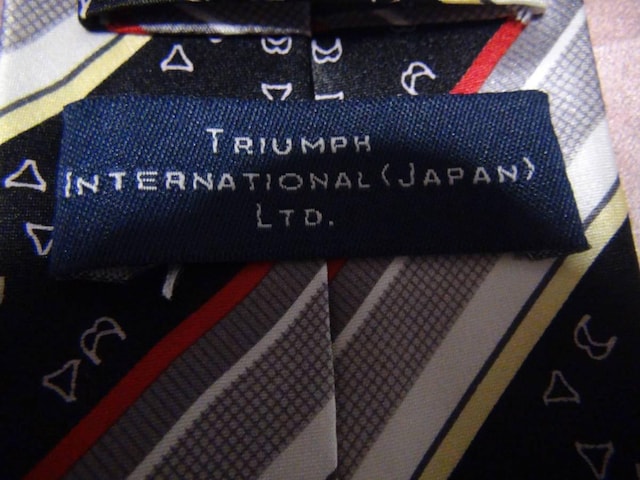 TRIUMPH
INTERNATIONAL (JAPAN)
LTD.